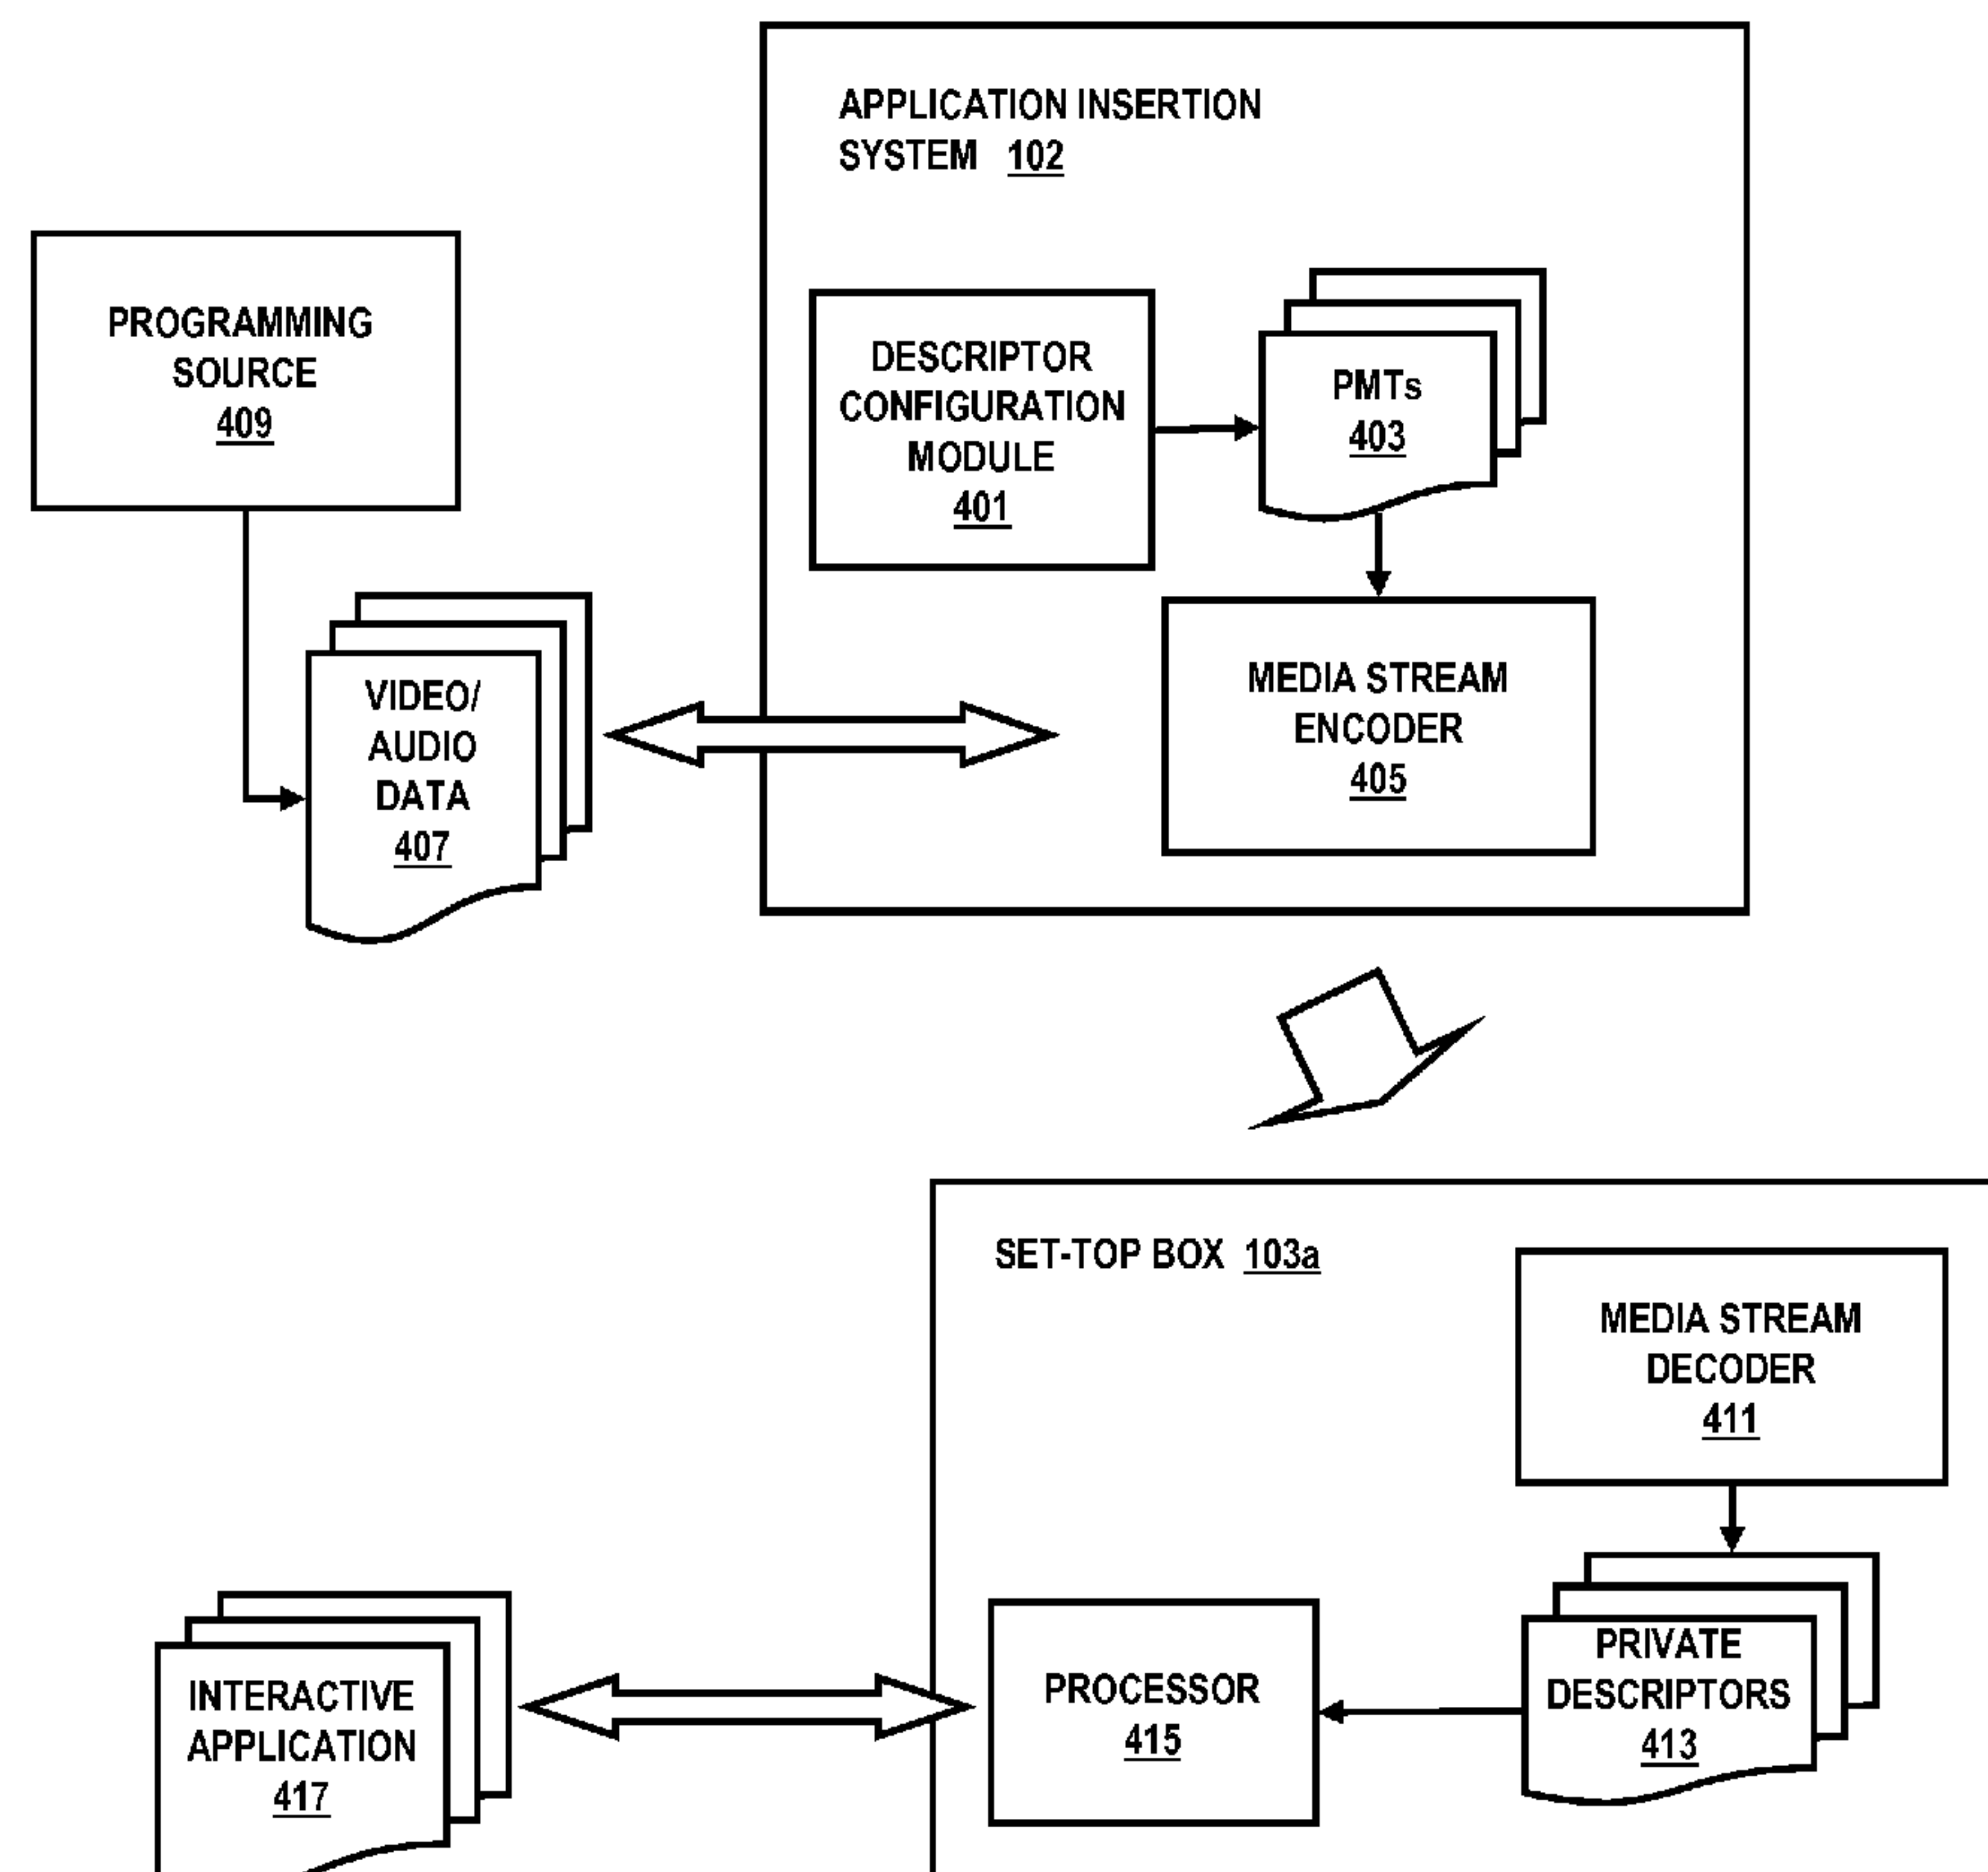 APPLICATION INSERTION
SYSTEM 102
PROGRAMMING
SOURCE
409
DESCRIPTOR
CONFIGURATION
MODULE
401
PMTs
403
VIDEO/
AUDIO
DATA
407
MEDIA STREAM
ENCODER
405
SET-TOP BOX 103a
MEDIA STREAM
DECODER
411
INTERACTIVE
APPLICATION
417
PROCESSOR
415
PRIVATE
DESCRIPTORS
413